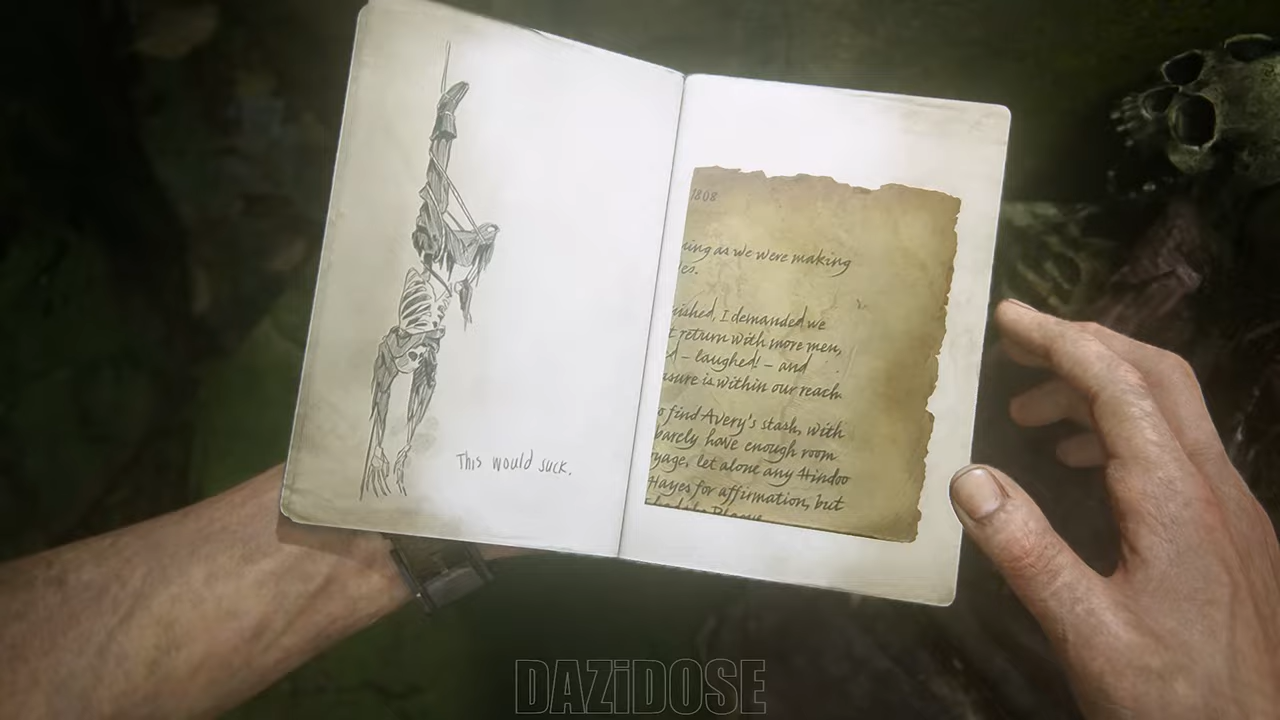 This would suck.
1808
ing as we were making
es.
ished, I demanded we
return with more men,
– laughed! – and
asure is within our reach.
o find Avery's stash, with
barely have enough room
yage, let alone any Hindoo
Hayes for affirmation, but
DAZiDOSE